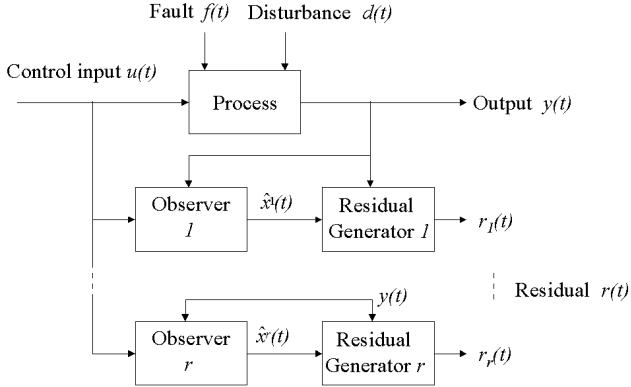 Fault f(t) Disturbance d(t)
Control input u(t)
Process
Output y(t)
Observer
1
x̂¹(t)
Residual
Generator 1
r₁(t)
y(t)
Residual r(t)
Observer
r
x̂ʳ(t)
Residual
Generator r
rᵣ(t)